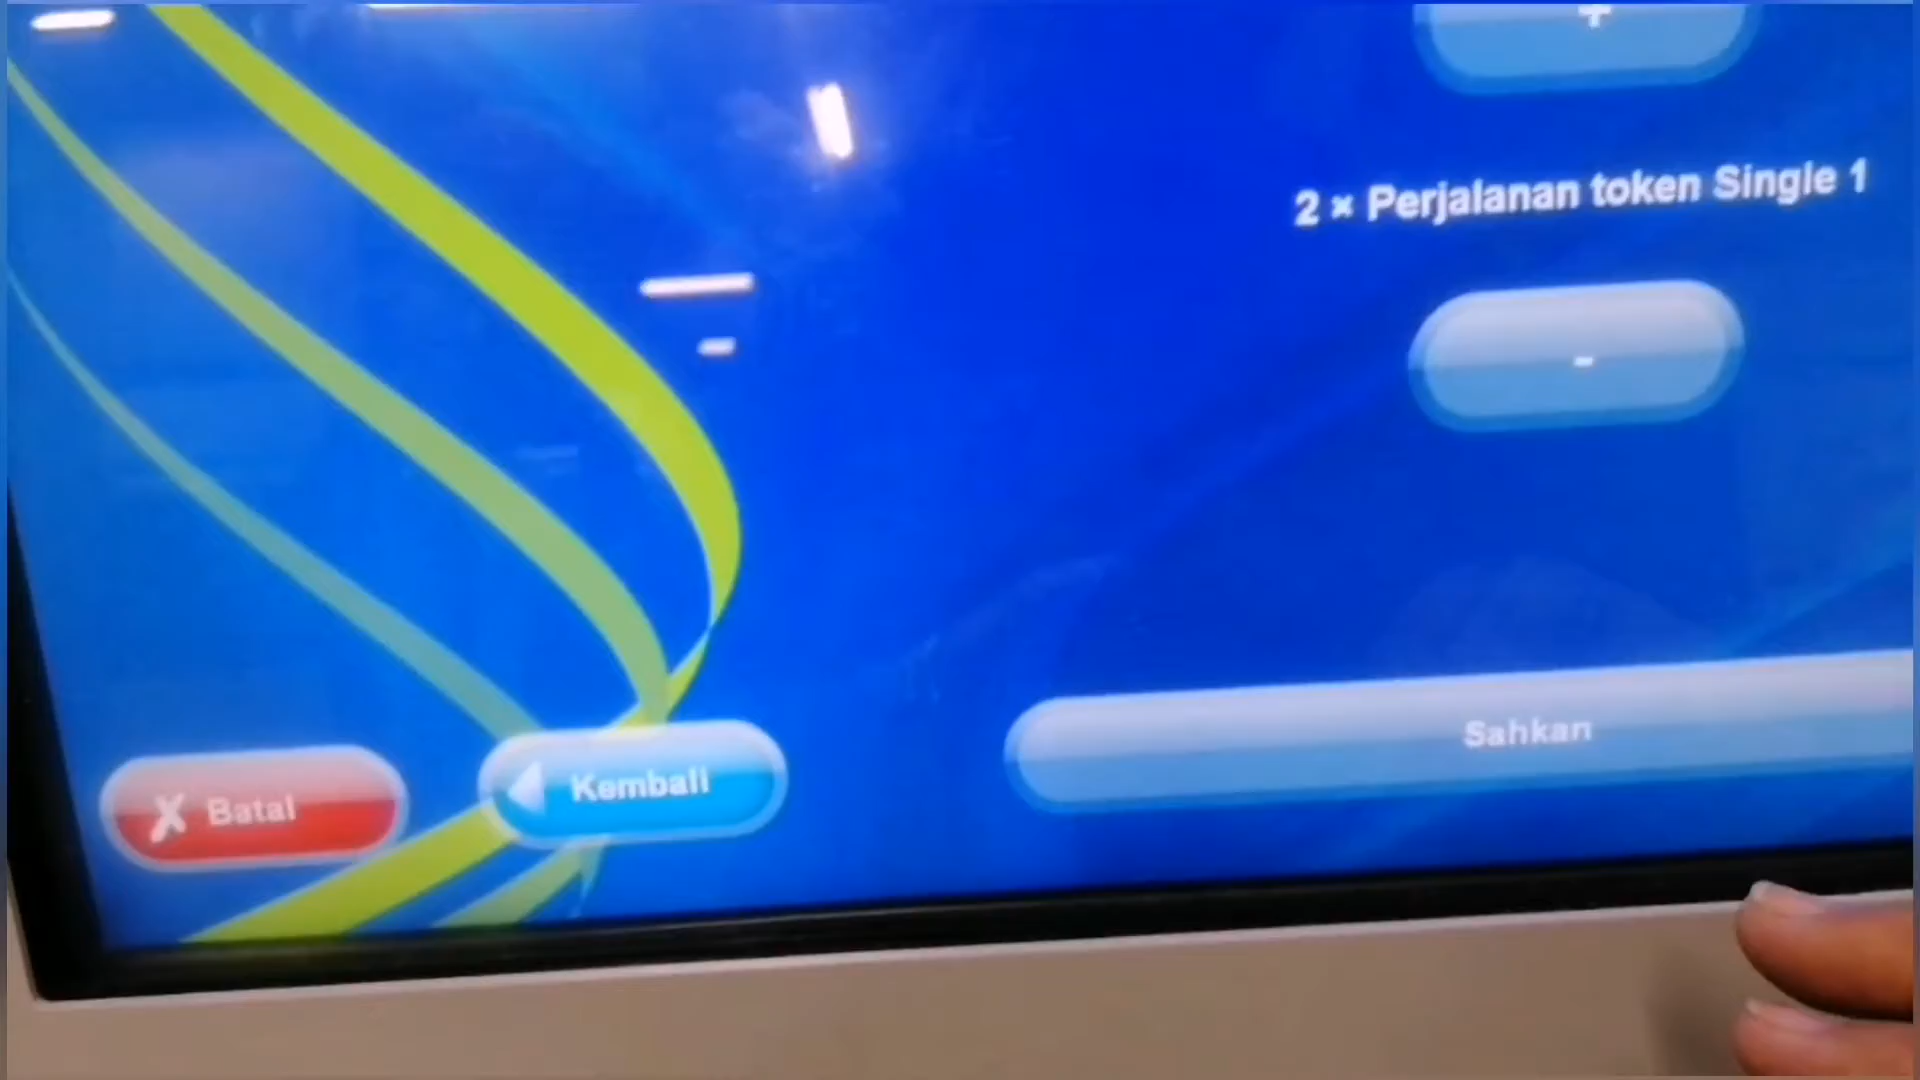 +
2 × Perjalanan token Single 1
-
Sahkan
Kembali
X Batal